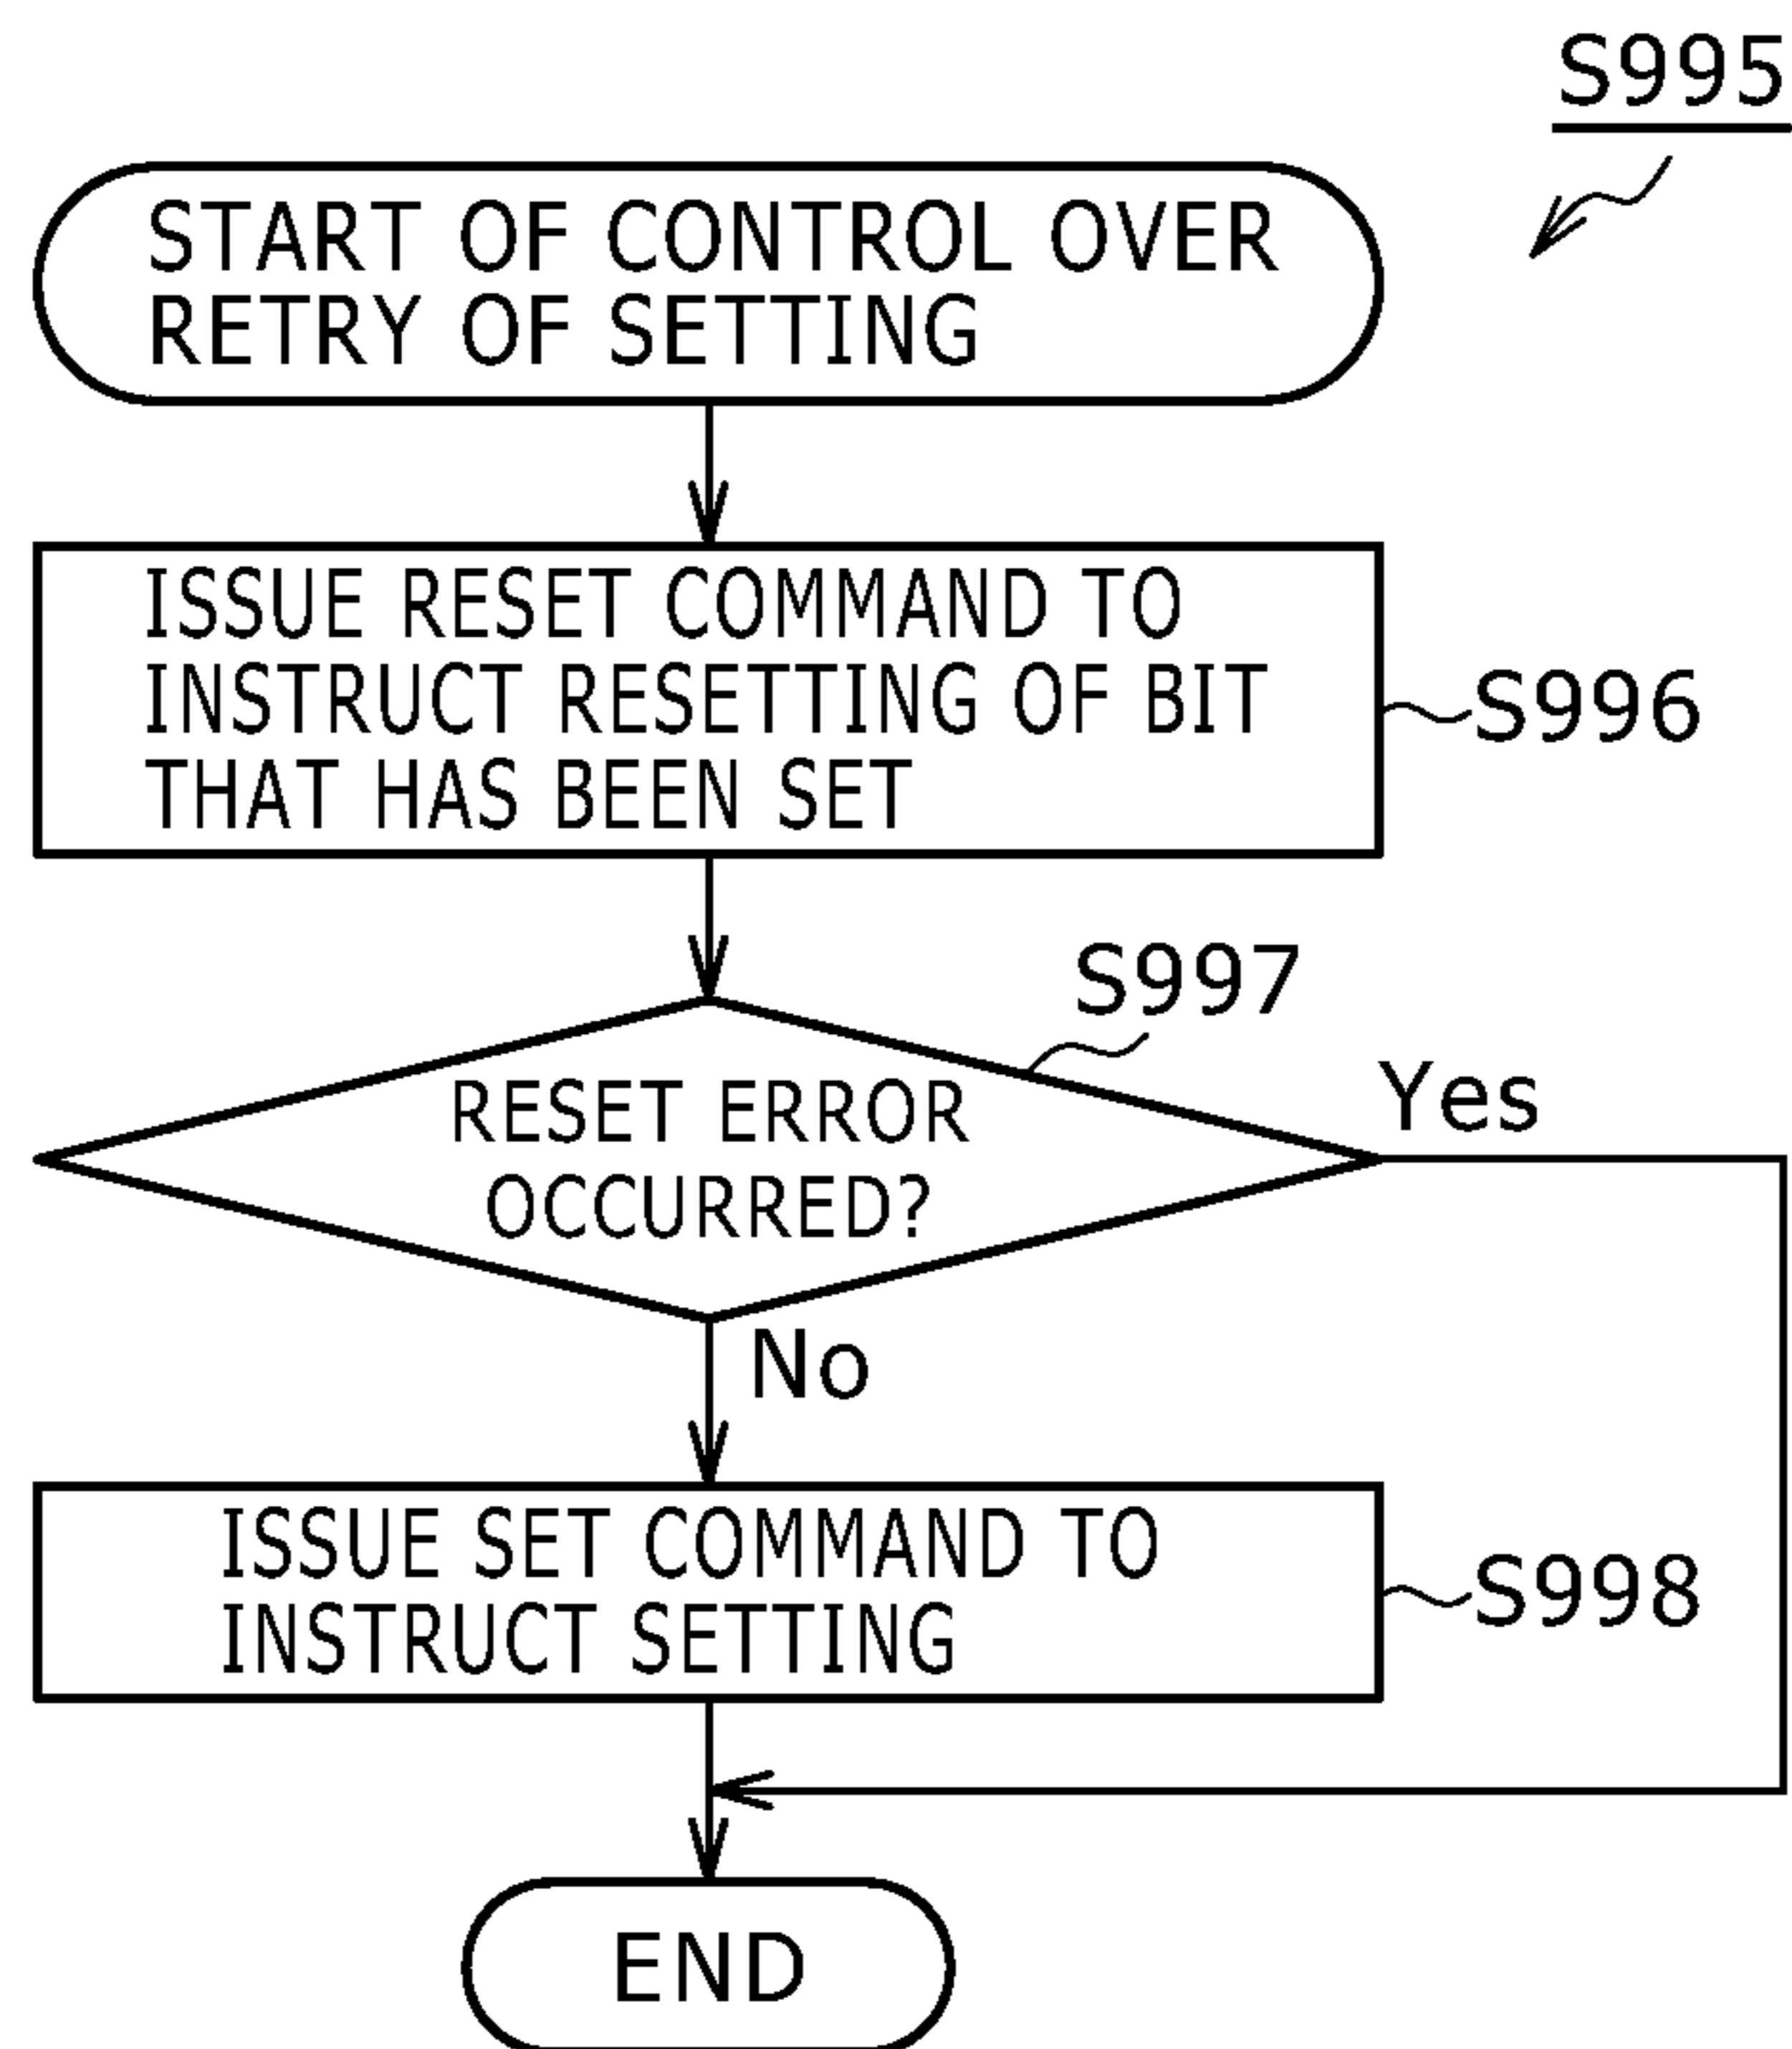 S995
START OF CONTROL OVER
RETRY OF SETTING
ISSUE RESET COMMAND TO
INSTRUCT RESETTING OF BIT
THAT HAS BEEN SET
S996
S997
RESET ERROR
OCCURRED?
Yes
No
ISSUE SET COMMAND TO
INSTRUCT SETTING
S998
END